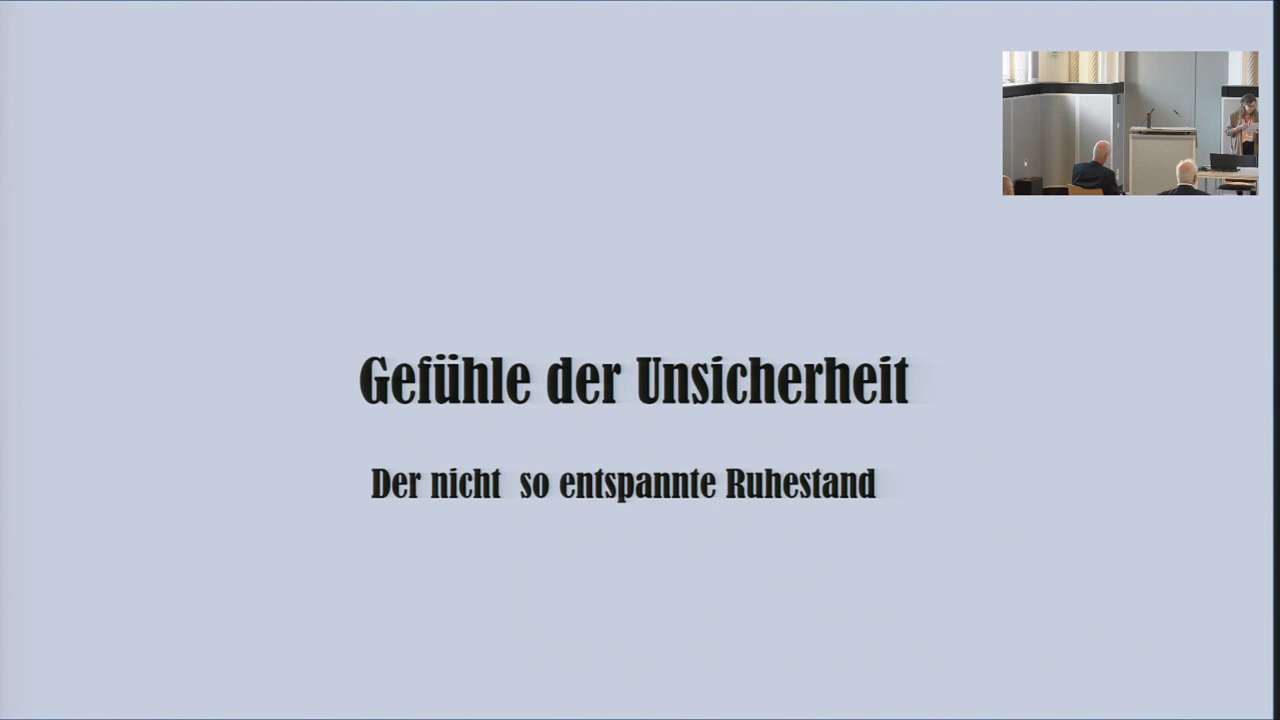 Gefühle der Unsicherheit
Der nicht so entspannte Ruhestand